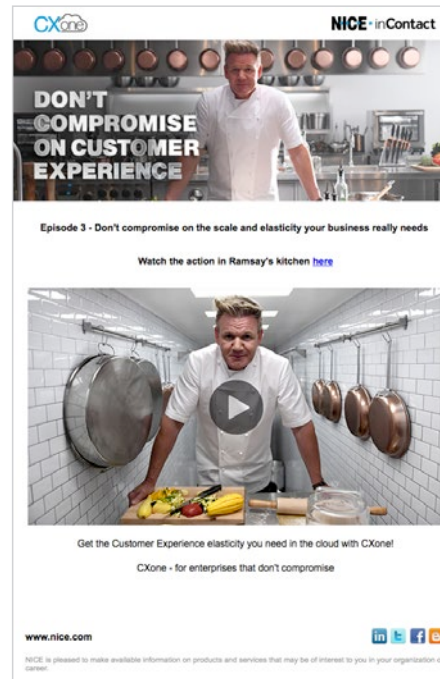 CXone
NICE inContact
DON'T
COMPROMISE
ON CUSTOMER
EXPERIENCE
Episode 3 - Don't compromise on the scale and elasticity your business really needs
Watch the action in Ramsay's kitchen here
Get the Customer Experience elasticity you need in the cloud with CXone!
CXone - for enterprises that don't compromise
www.nice.com
in t f
NICE is pleased to make available information on products and services that may be of interest to you in your organization or
career.